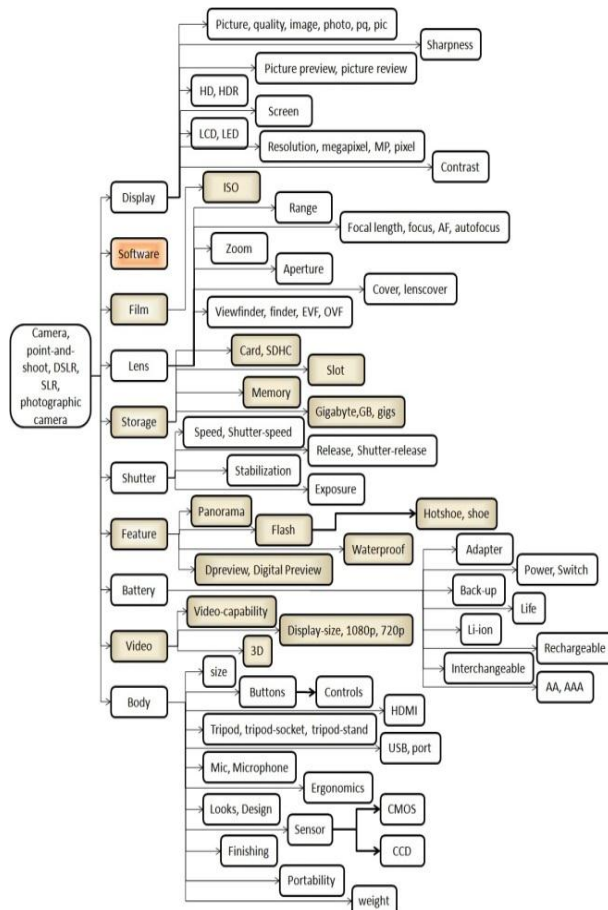 Picture, quality, image, photo, pq, pic
Sharpness
Picture preview, picture review
HD, HDR
Screen
LCD, LED
Resolution, megapixel, MP, pixel
Contrast
Display
ISO
Range
Focal length, focus, AF, autofocus
Software
Zoom
Aperture
Cover, lenscover
Film
Viewfinder, finder, EVF, OVF
Camera,
point-and-
shoot, DSLR,
SLR,
photographic
camera
Lens
Card, SDHC
Slot
Memory
Storage
Gigabyte,GB, gigs
Speed, Shutter-speed
Release, Shutter-release
Shutter
Stabilization
Exposure
Panorama
Hotshoe, shoe
Feature
Flash
Waterproof
Dpreview, Digital Preview
Adapter
Power, Switch
Battery
Back-up
Life
Video-capability
Li-ion
Display-size, 1080p, 720p
Video
3D
Rechargeable
Interchangeable
AA, AAA
size
Body
Buttons
Controls
HDMI
Tripod, tripod-socket, tripod-stand
USB, port
Mic, Microphone
Ergonomics
Looks, Design
CMOS
Sensor
Finishing
CCD
Portability
weight